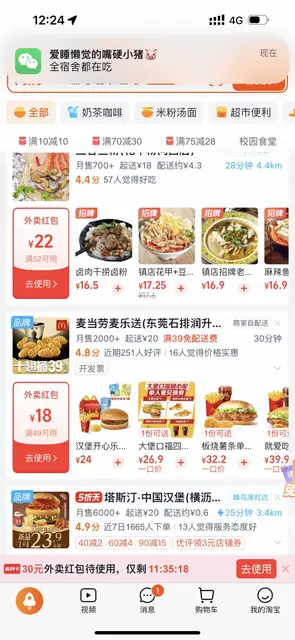 12:24
4G
69
爱睡懒觉的嘴硬小猪🐷
现在
全宿舍都在吃
全部
奶茶咖啡
米粉汤面
超市便利
满10减10
满70减30
满75减28
校园食堂
月售700+ 起送¥18 配送约¥4.3
28分钟 4.4km
4.4分 57人觉得好吃
外卖红包
¥22
满52可用
去使用>
招牌
招牌
招牌
卤肉干捞卤粉
镇店花甲+豆...
镇店招牌老...
麻辣鱼
¥16.5
¥17.25
¥17.6
¥16.9
¥16.9
品牌
麦当劳麦乐送(东莞石排润升...
商家自配送
月售2000+ 起送¥20 满39免配送费
30分钟
4.8分 近期251人好评 16人觉得价格实惠
开发票
外卖红包
¥18
满49可用
去使用>
1份可送
1份可送
汉堡开心乐...
大堡口福四...
板烧薯条单...
就爱吃
¥24
¥26.9
一口价
¥32.2
一口价
¥39.9
一口价
品牌
5折天
塔斯汀·中国汉堡(横沥...
蜂鸟准时达
月售6000+ 起送¥20 配送约¥0.6
25分钟 3.4km
4.9分 近7日1665人下单 13人觉得服务态度好
40减2 60减4 90减15 优评领3元店铺券
30元外卖红包待使用，仅剩 11:35:18
去使用
视频
消息
1
购物车
我的淘宝